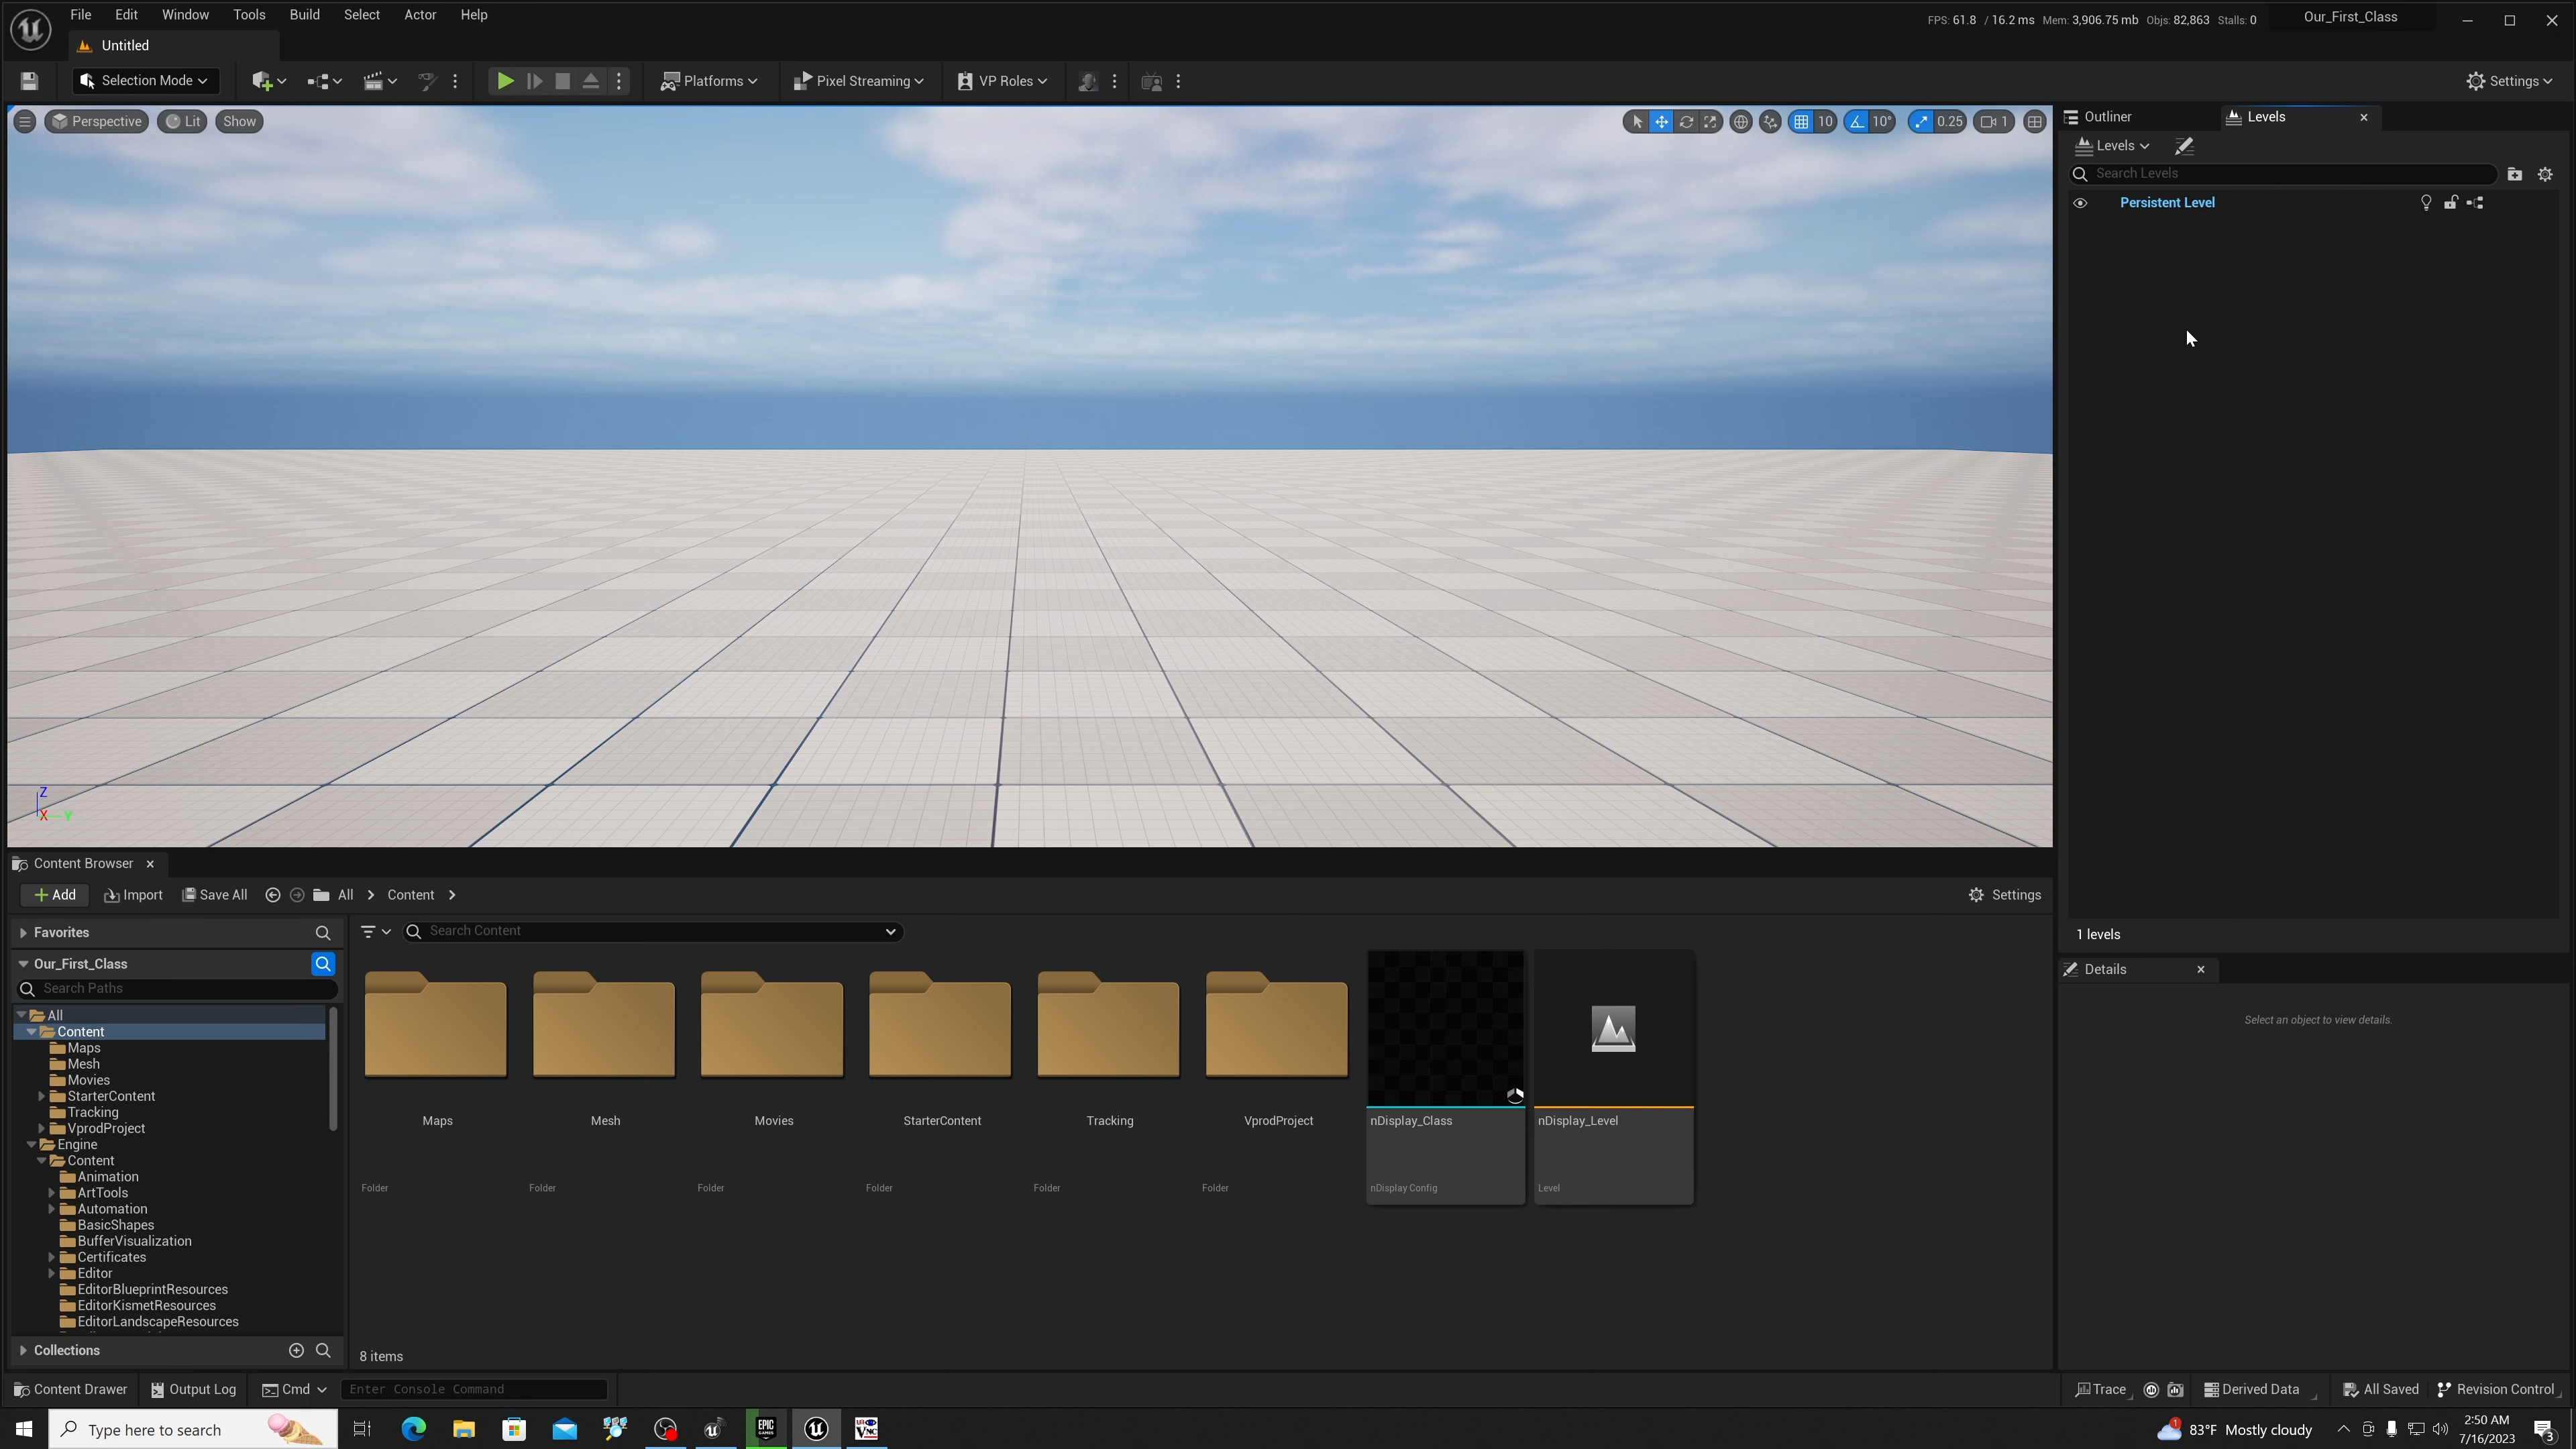 File Edit Window Tools Build Select Actor Help
FPS: 61.8 / 16.2 ms Mem: 3,906.75 mb Objs: 82,863 Stalls: 0
Our_First_Class
Untitled
Selection Mode
Platforms
Pixel Streaming
VP Roles
Settings
Perspective
Lit
Show
10
10°
0.25
1
Outliner
Levels
Levels
Search Levels
Persistent Level
Z
X
Y
1 levels
Details
Select an object to view details.
Content Browser
Add
Import
Save All
All
Content
Settings
Favorites
Search Content
Our_First_Class
Search Paths
All
Content
Maps
Mesh
Movies
StarterContent
Tracking
VprodProject
Engine
Content
Animation
ArtTools
Automation
BasicShapes
BufferVisualization
Certificates
Editor
EditorBlueprintResources
EditorKismetResources
EditorLandscapeResources
Collections
Maps
Mesh
Movies
StarterContent
Tracking
VprodProject
nDisplay_Class
nDisplay_Level
Folder
Folder
Folder
Folder
Folder
Folder
nDisplay Config
Level
8 items
Content Drawer
Output Log
Cmd
Enter Console Command
Trace
Derived Data
All Saved
Revision Control
Type here to search
EPIC
GAMES
VNC
1
83°F Mostly cloudy
2:50 AM
7/16/2023
3